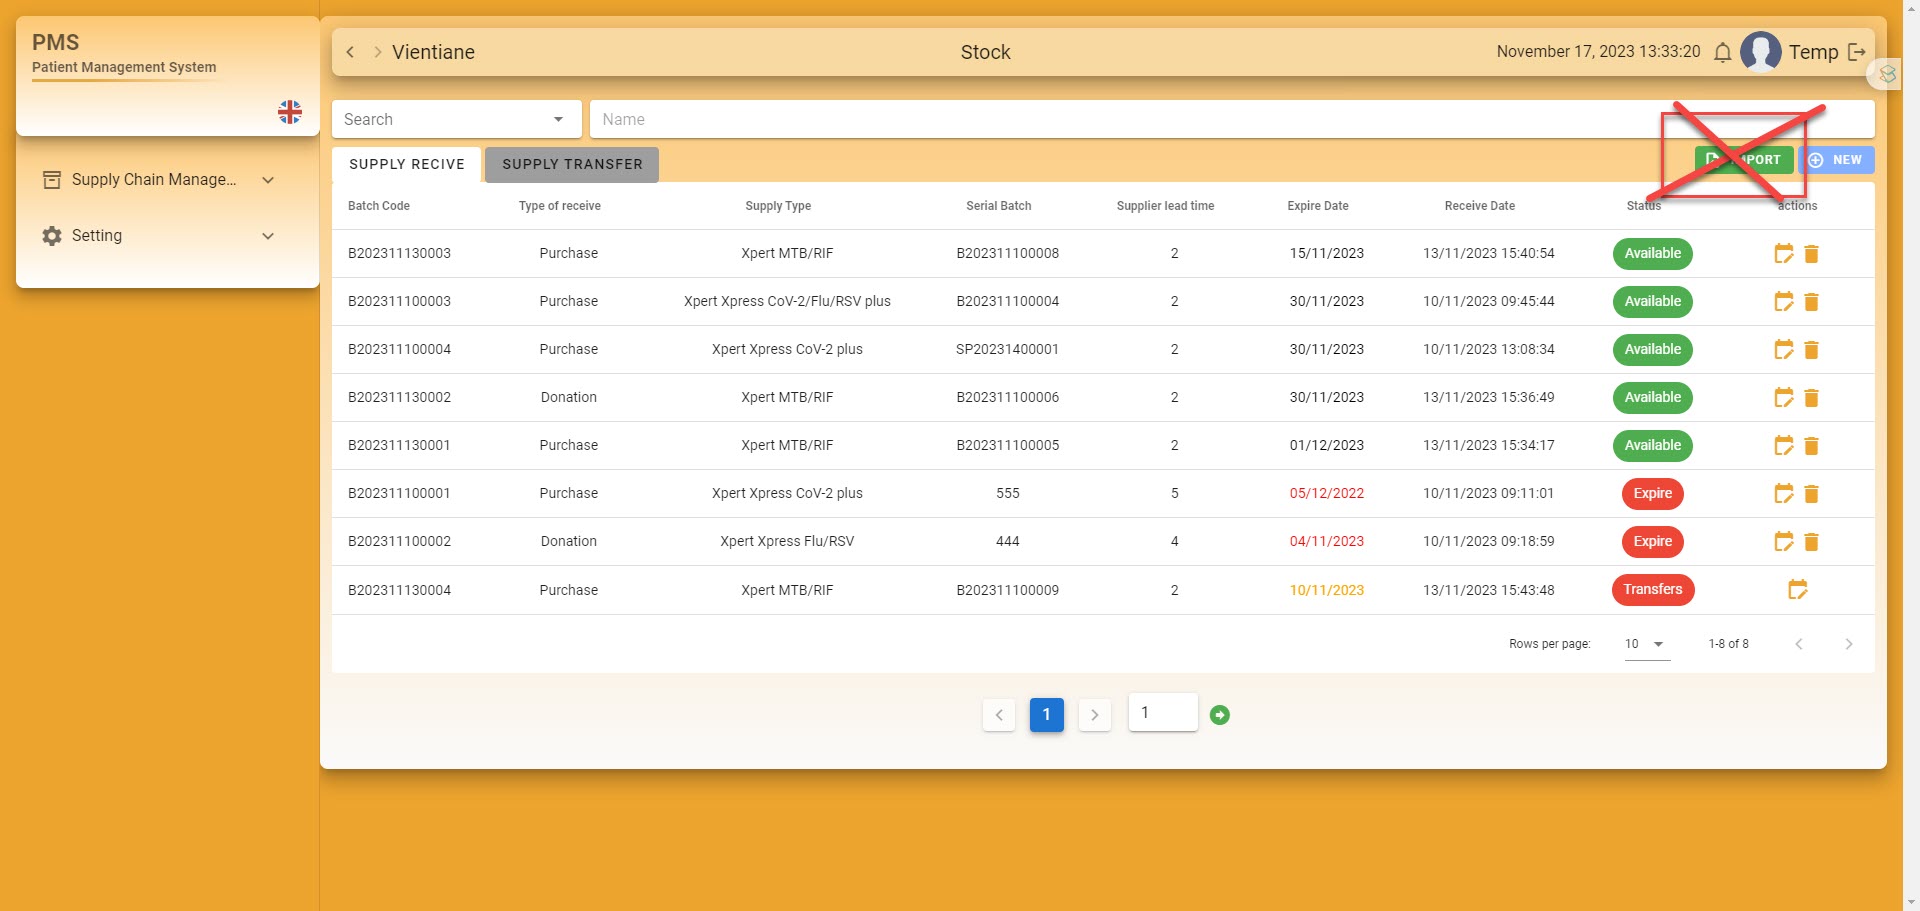 PMS
Patient Management System
Supply Chain Manage...
Setting
Vientiane
Stock
November 17, 2023 13:33:20
Temp
Search
Name
SUPPLY RECIVE
SUPPLY TRANSFER
NEW
Batch Code Type of receive Supply Type Serial Batch Supplier lead time Expire Date Receive Date Status actions
B202311130003 Purchase Xpert MTB/RIF B202311100008 2 15/11/2023 13/11/2023 15:40:54 Available
B202311100003 Purchase Xpert Xpress CoV-2/Flu/RSV plus B202311100004 2 30/11/2023 10/11/2023 09:45:44 Available
B202311100004 Purchase Xpert Xpress CoV-2 plus SP20231400001 2 30/11/2023 10/11/2023 13:08:34 Available
B202311130002 Donation Xpert MTB/RIF B202311100006 2 30/11/2023 13/11/2023 15:36:49 Available
B202311130001 Purchase Xpert MTB/RIF B202311100005 2 01/12/2023 13/11/2023 15:34:17 Available
B202311100001 Purchase Xpert Xpress CoV-2 plus 555 5 05/12/2022 10/11/2023 09:11:01 Expire
B202311100002 Donation Xpert Xpress Flu/RSV 444 4 04/11/2023 10/11/2023 09:18:59 Expire
B202311130004 Purchase Xpert MTB/RIF B202311100009 2 10/11/2023 13/11/2023 15:43:48 Transfers
Rows per page: 10 1-8 of 8
1 1